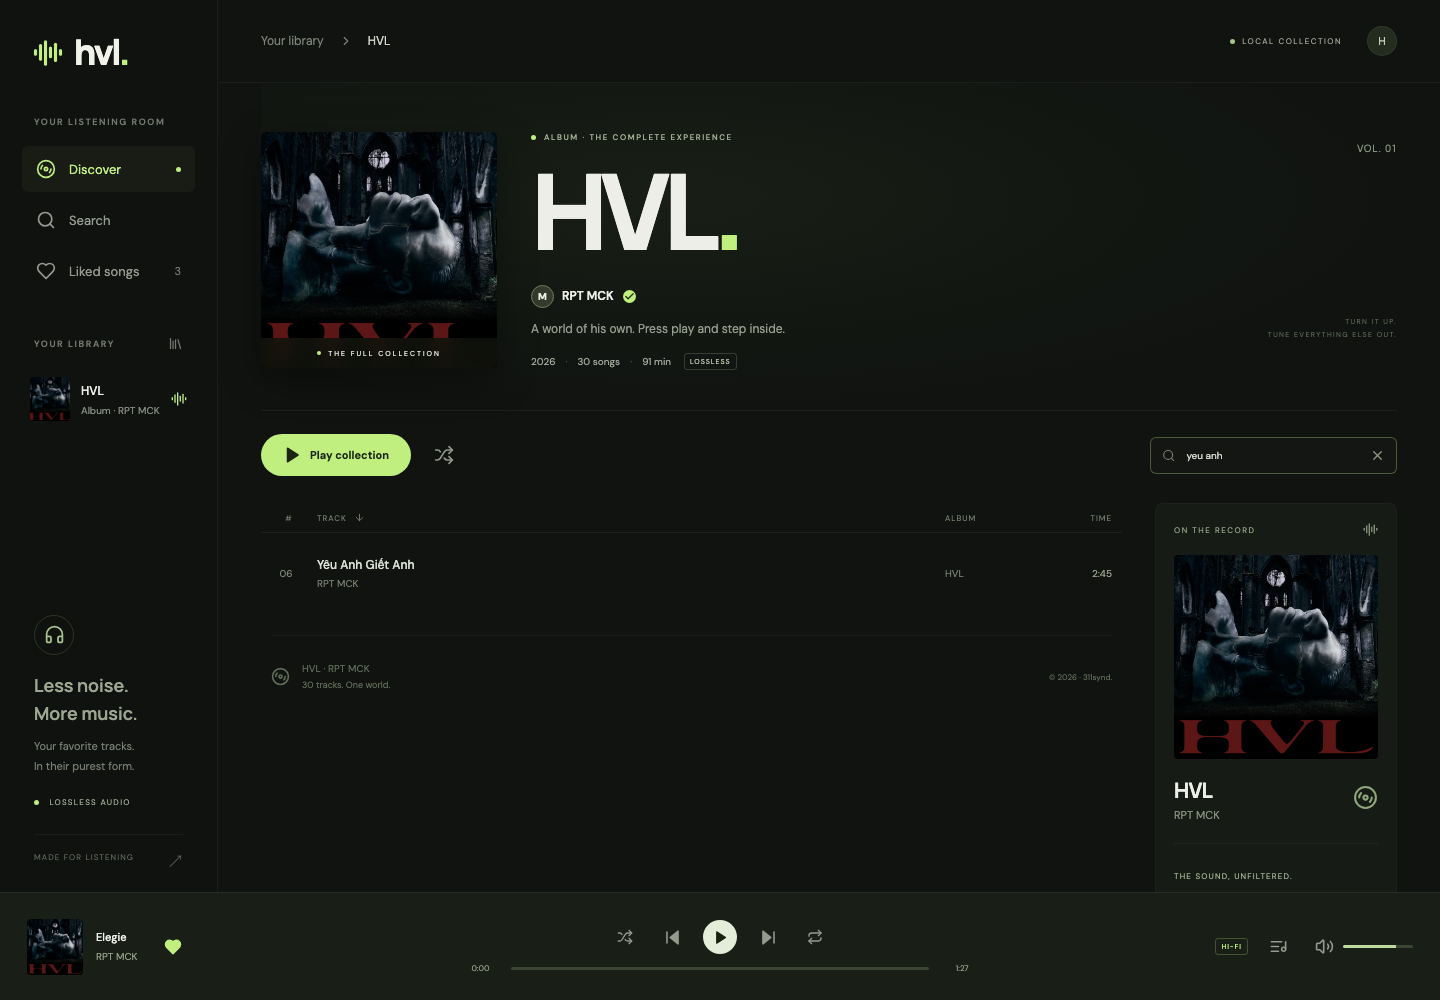 hvl.
YOUR LISTENING ROOM
Discover
Search
Liked songs 3
YOUR LIBRARY
HVL
Album · RPT MCK
Less noise.
More music.
Your favorite tracks.
In their purest form.
LOSSLESS AUDIO
MADE FOR LISTENING
Your library > HVL
LOCAL COLLECTION H
HVL
THE FULL COLLECTION
ALBUM · THE COMPLETE EXPERIENCE
VOL. 01
HVL.
M RPT MCK
A world of his own. Press play and step inside.
2026 · 30 songs · 91 min LOSSLESS
TURN IT UP.
TUNE EVERYTHING ELSE OUT.
Play collection
yeu anh
# TRACK ALBUM TIME
06 Yêu Anh Giết Anh HVL 2:45
RPT MCK
HVL · RPT MCK
30 tracks. One world.
© 2026 · 311synd.
ON THE RECORD
HVL
HVL
RPT MCK
THE SOUND, UNFILTERED.
HVL
Elegie
RPT MCK
0:00 1:27
HI-FI